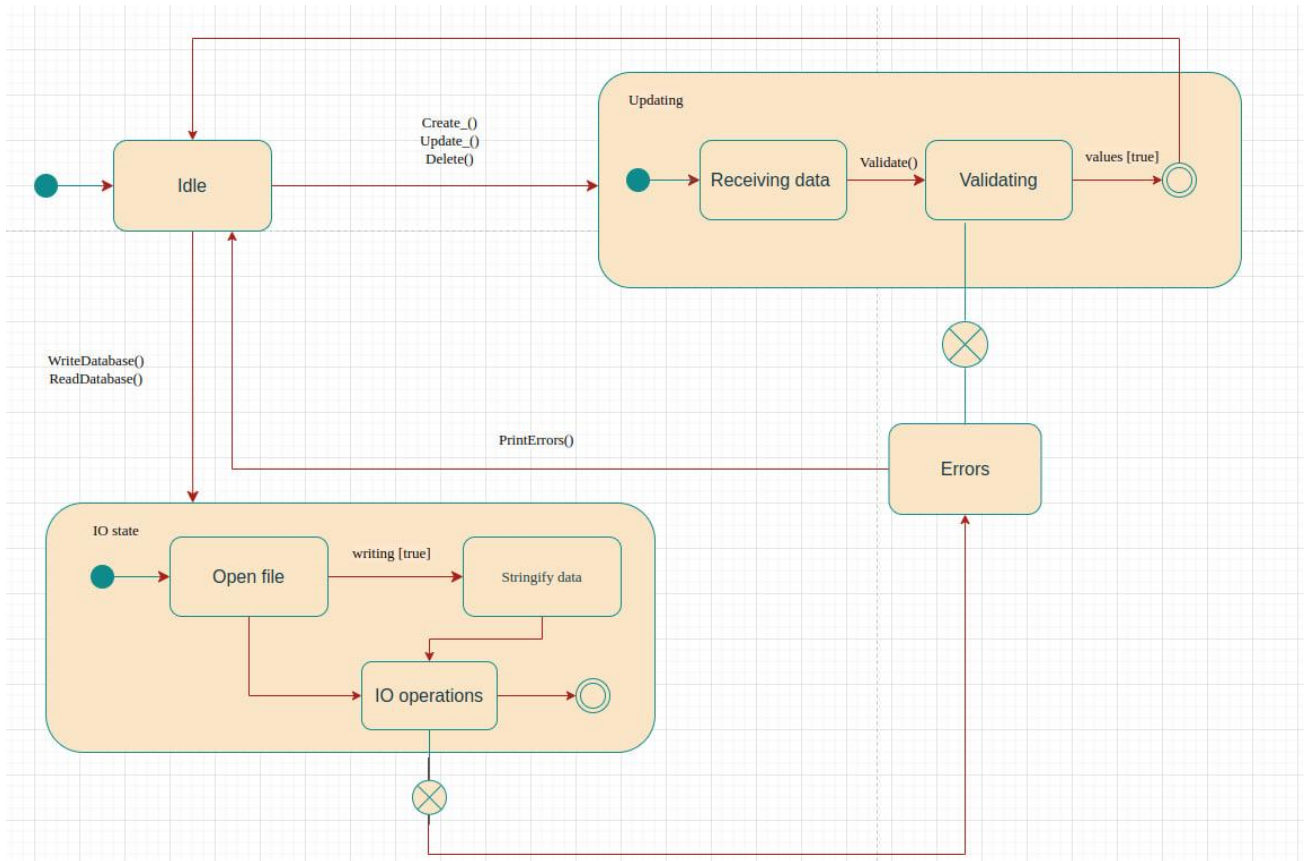 Updating
Create_()
Update_()
Delete()
Idle
Receiving data
Validate()
Validating
values [true]
WriteDatabase()
ReadDatabase()
PrintErrors()
Errors
IO state
Open file
writing [true]
Stringify data
IO operations